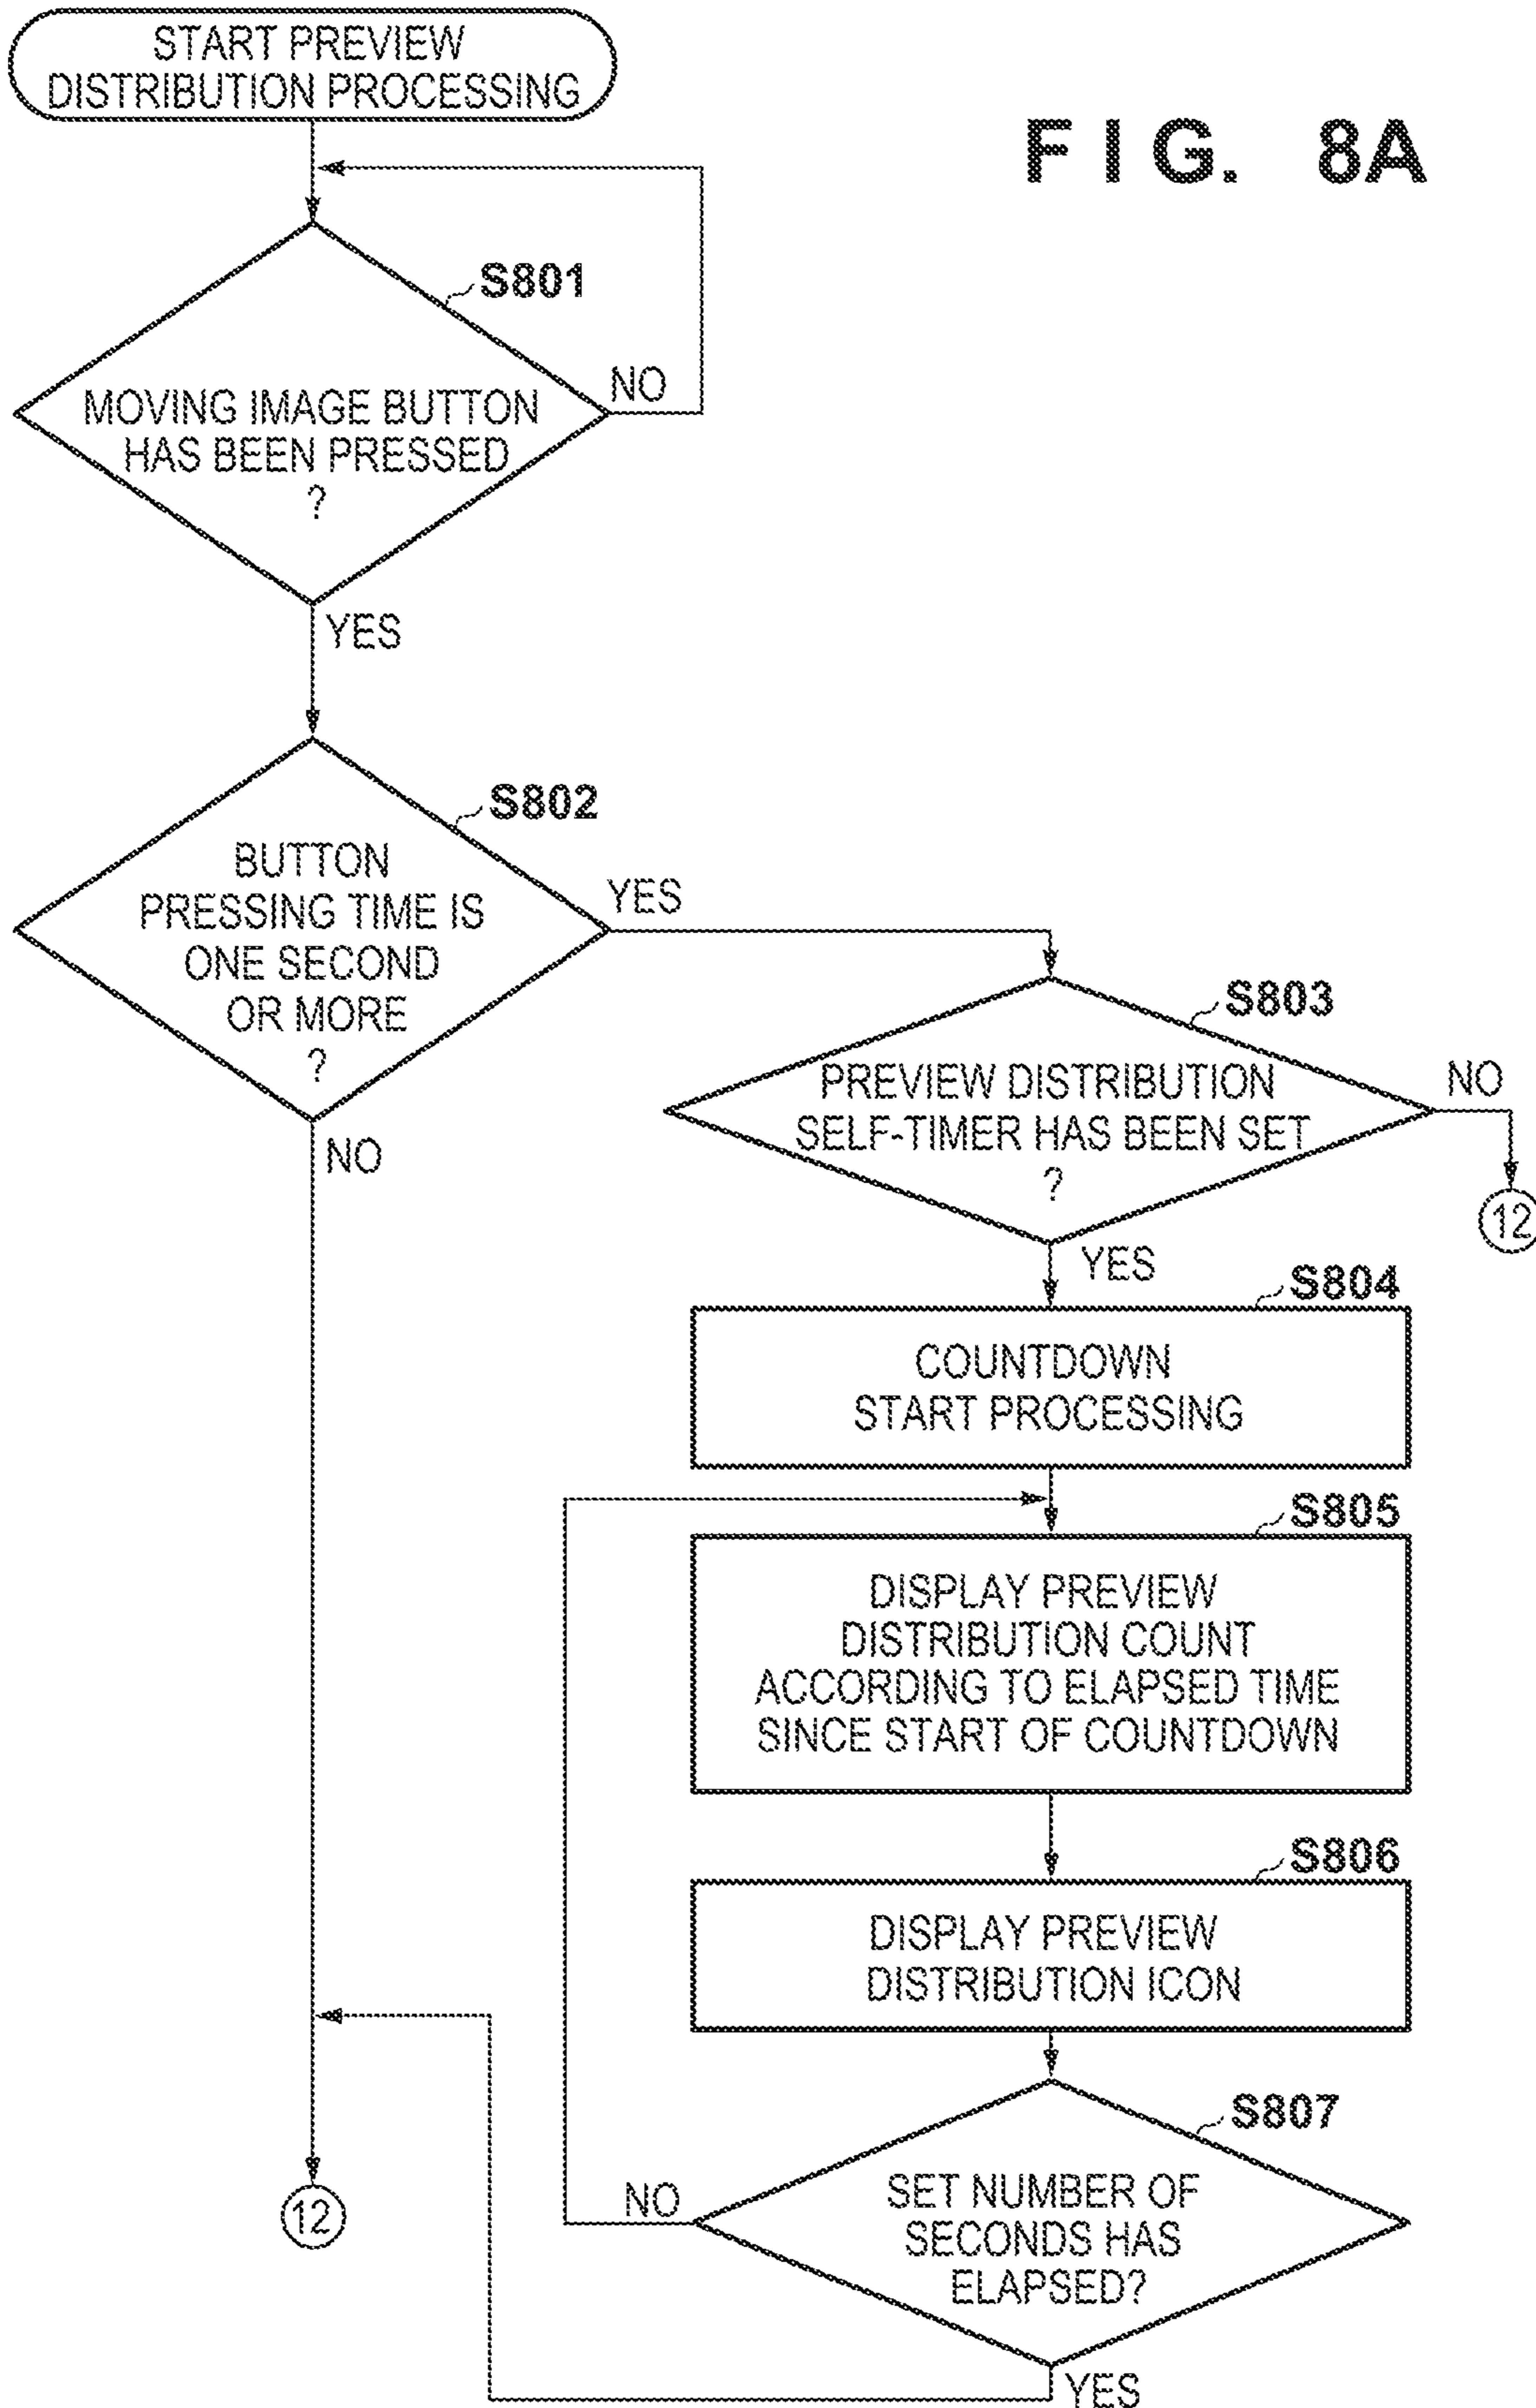 START PREVIEW
DISTRIBUTION PROCESSING
FIG. 8A
S801
MOVING IMAGE BUTTON
HAS BEEN PRESSED
?
NO
YES
S802
BUTTON
PRESSING TIME IS
ONE SECOND
OR MORE
?
YES
NO
S803
PREVIEW DISTRIBUTION
SELF-TIMER HAS BEEN SET
?
NO
12
YES
S804
COUNTDOWN
START PROCESSING
S805
DISPLAY PREVIEW
DISTRIBUTION COUNT
ACCORDING TO ELAPSED TIME
SINCE START OF COUNTDOWN
S806
DISPLAY PREVIEW
DISTRIBUTION ICON
S807
SET NUMBER OF
SECONDS HAS
ELAPSED?
NO
YES
12